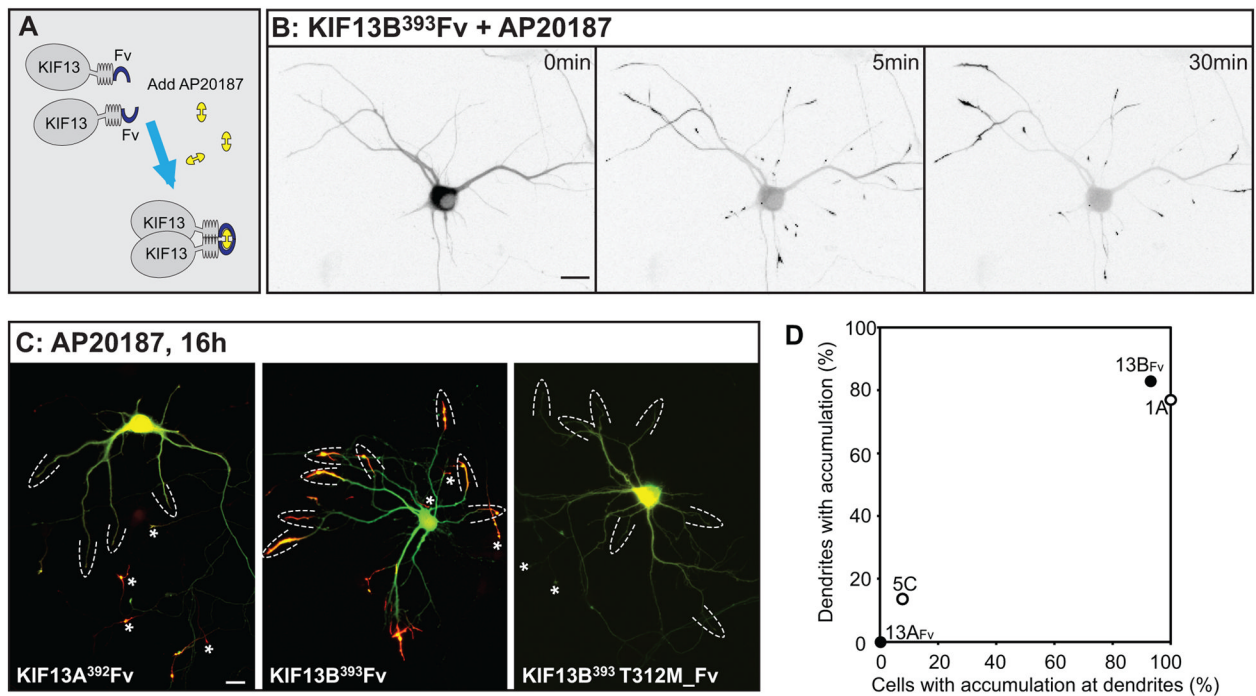 A
KIF13
Fv
Add AP20187
KIF13
Fv
KIF13
KIF13
B: KIF13B³⁹³Fv + AP20187
0min
5min
30min
C: AP20187, 16h
*
*
*
*
KIF13A³⁹²Fv
*
*
*
KIF13B³⁹³Fv
*
*
KIF13B³⁹³ T312M_Fv
D
Dendrites with accumulation (%)
100
80
60
40
20
0
13BFv
1A
5C
13AFv
0 20 40 60 80 100
Cells with accumulation at dendrites (%)